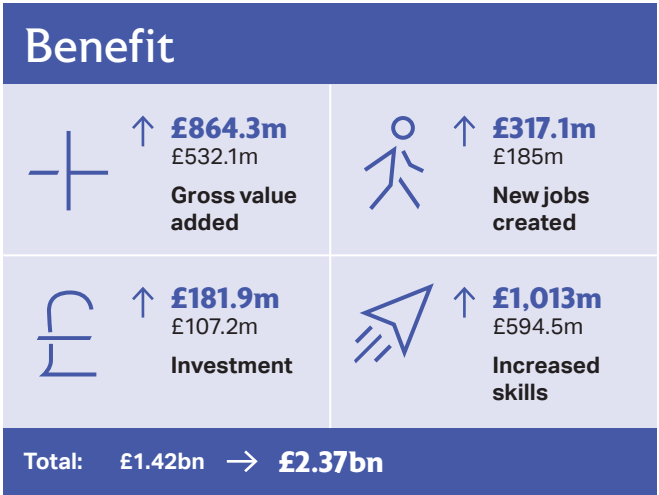 Benefit
↑ £864.3m
£532.1m
Gross value
added
↑ £317.1m
£185m
New jobs
created
↑ £181.9m
£107.2m
Investment
↑ £1,013m
£594.5m
Increased
skills
Total: £1.42bn → £2.37bn